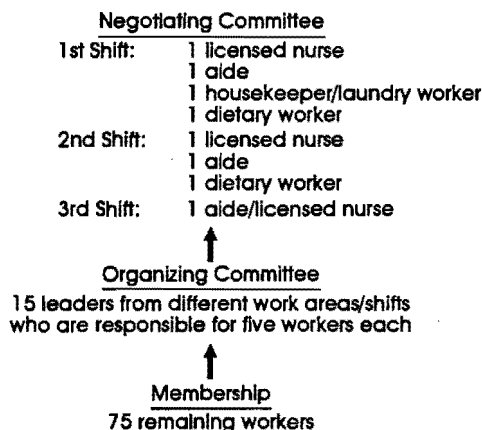 Negotiating Committee
1st Shift: 1 licensed nurse
1 aide
1 housekeeper/laundry worker
1 dietary worker
2nd Shift: 1 licensed nurse
1 aide
1 dietary worker
3rd Shift: 1 aide/licensed nurse
Organizing Committee
15 leaders from different work areas/shifts
who are responsible for five workers each
Membership
75 remaining workers